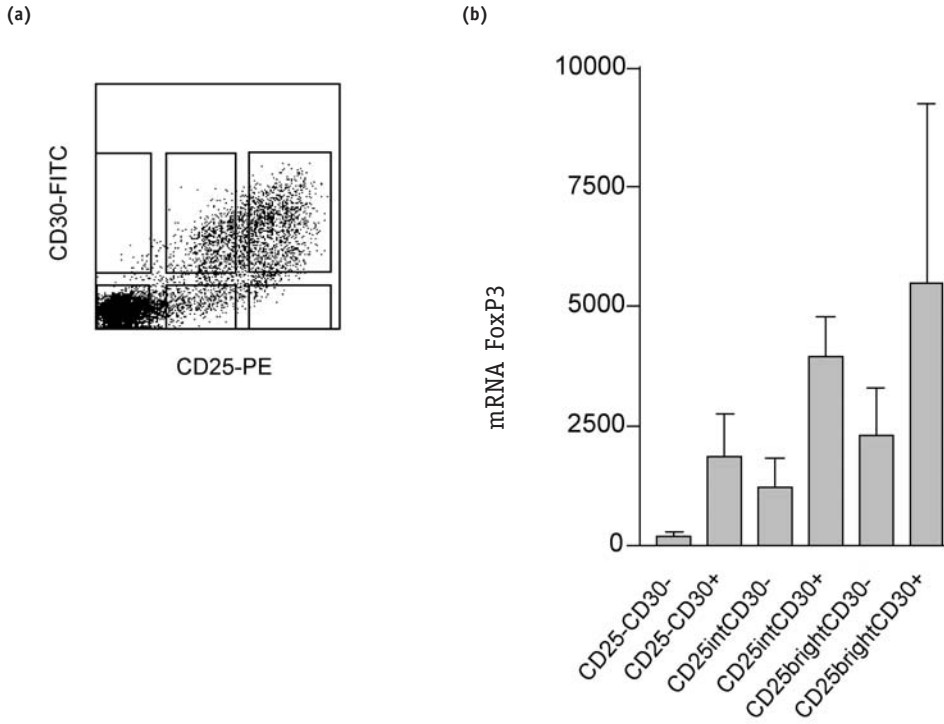 (a)
CD30-FITC
CD25-PE
(b)
mRNA FoxP3
10000
7500
5000
2500
0
CD25-CD30-
CD25-CD30+
CD25intCD30-
CD25intCD30+
CD25brightCD30-
CD25brightCD30+